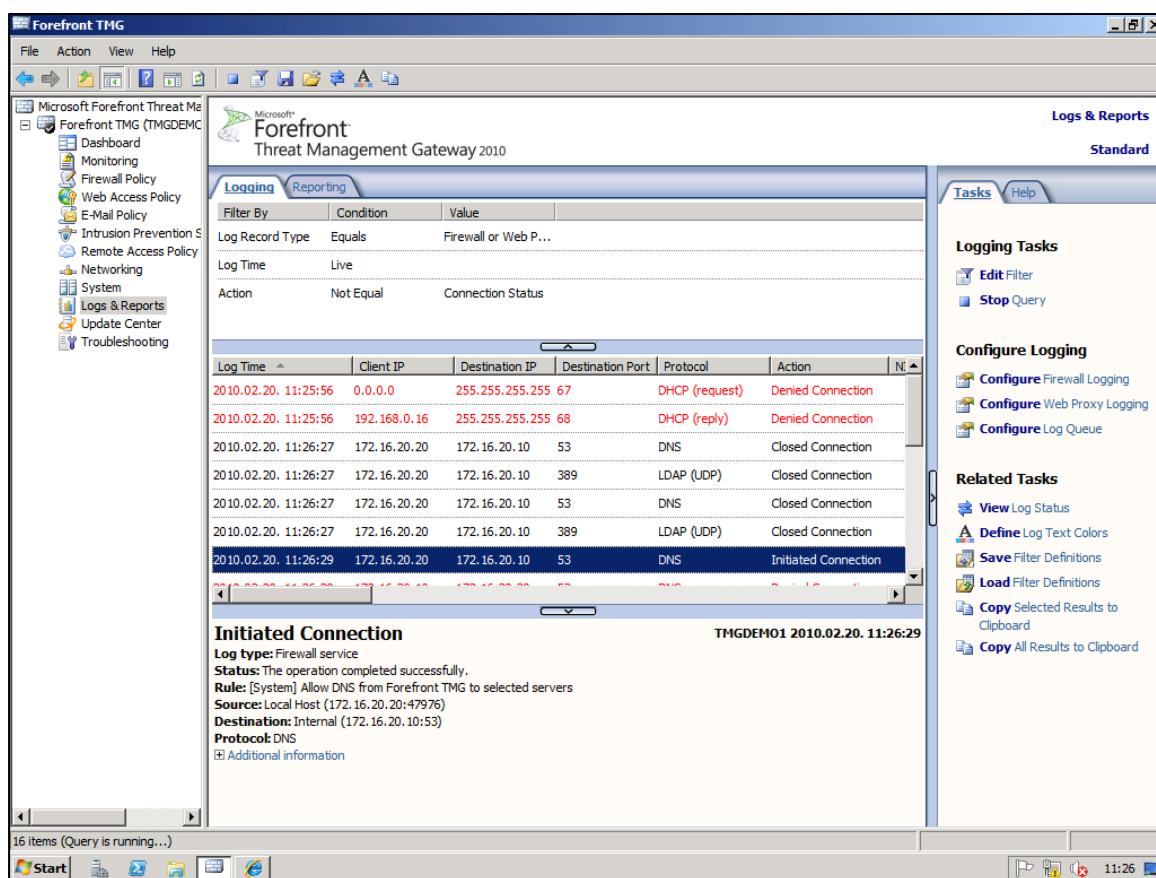 Forefront TMG
File Action View Help
Microsoft Forefront Threat Ma
Forefront TMG (TMGDEMO
Dashboard
Monitoring
Firewall Policy
Web Access Policy
E-Mail Policy
Intrusion Prevention S
Remote Access Policy
Networking
System
Logs & Reports
Update Center
Troubleshooting
Microsoft
Forefront
Threat Management Gateway 2010
Logs & Reports
Standard
Logging Reporting
Filter By Condition Value
Log Record Type Equals Firewall or Web P...
Log Time Live
Action Not Equal Connection Status
Log Time Client IP Destination IP Destination Port Protocol Action
2010.02.20. 11:25:56 0.0.0.0 255.255.255.255 67 DHCP (request) Denied Connection
2010.02.20. 11:25:56 192.168.0.16 255.255.255.255 68 DHCP (reply) Denied Connection
2010.02.20. 11:26:27 172.16.20.20 172.16.20.10 53 DNS Closed Connection
2010.02.20. 11:26:27 172.16.20.20 172.16.20.10 389 LDAP (UDP) Closed Connection
2010.02.20. 11:26:27 172.16.20.20 172.16.20.10 53 DNS Closed Connection
2010.02.20. 11:26:27 172.16.20.20 172.16.20.10 389 LDAP (UDP) Closed Connection
2010.02.20. 11:26:29 172.16.20.20 172.16.20.10 53 DNS Initiated Connection
Initiated Connection TMGDEMO1 2010.02.20. 11:26:29
Log type: Firewall service
Status: The operation completed successfully.
Rule: [System] Allow DNS from Forefront TMG to selected servers
Source: Local Host (172.16.20.20:47976)
Destination: Internal (172.16.20.10:53)
Protocol: DNS
Additional information
Tasks Help
Logging Tasks
Edit Filter
Stop Query
Configure Logging
Configure Firewall Logging
Configure Web Proxy Logging
Configure Log Queue
Related Tasks
View Log Status
Define Log Text Colors
Save Filter Definitions
Load Filter Definitions
Copy Selected Results to
Clipboard
Copy All Results to Clipboard
16 items (Query is running...)
Start 11:26